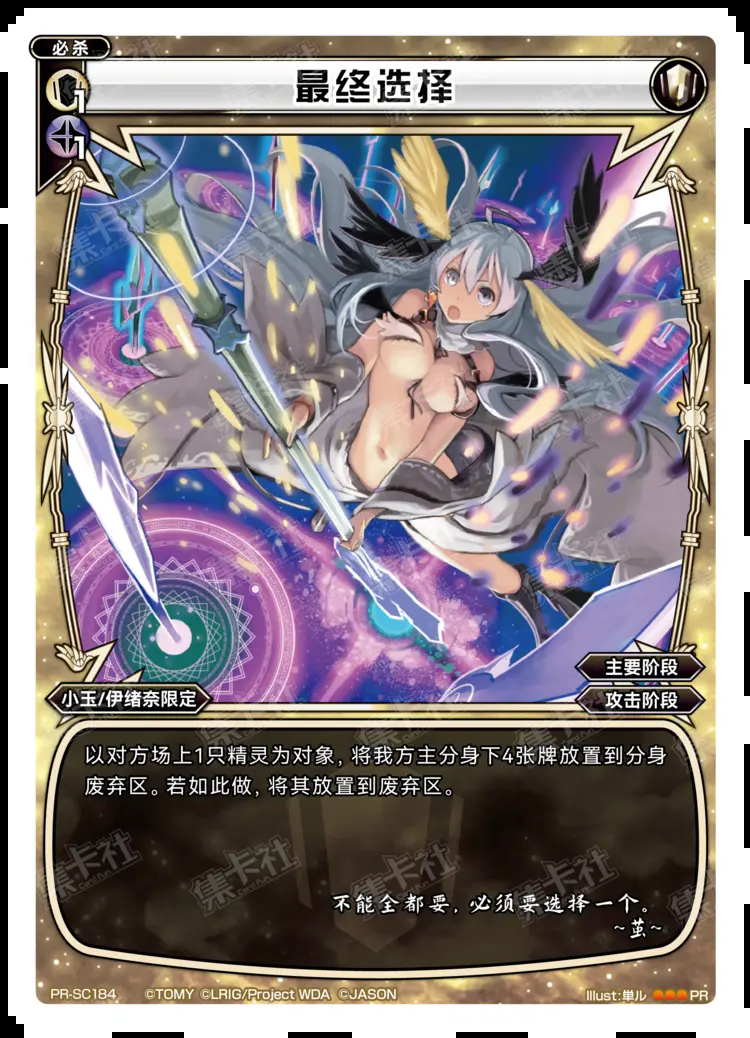 必杀
最终选择
1
1
主要阶段
小玉/伊绪奈限定
攻击阶段
以对方场上1只精灵为对象，将我方主分身下4张牌放置到分身
废弃区。若如此做，将其放置到废弃区。
不能全都要，必须要选择一个。
~茧~
PR-SC184 ©TOMY ©LRIG/Project WDA ©JASON Illust:単ル PR
集卡社